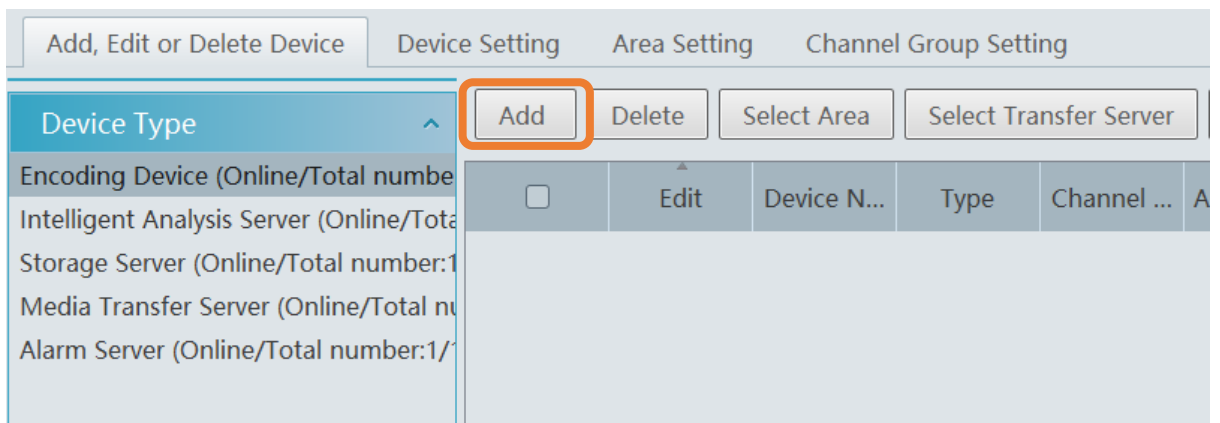 Add, Edit or Delete Device Device Setting Area Setting Channel Group Setting
Device Type Add Delete Select Area Select Transfer Server
Encoding Device (Online/Total numbe
Edit Device N... Type Channel ... A
Intelligent Analysis Server (Online/Tota
Storage Server (Online/Total number:1
Media Transfer Server (Online/Total nu
Alarm Server (Online/Total number:1/